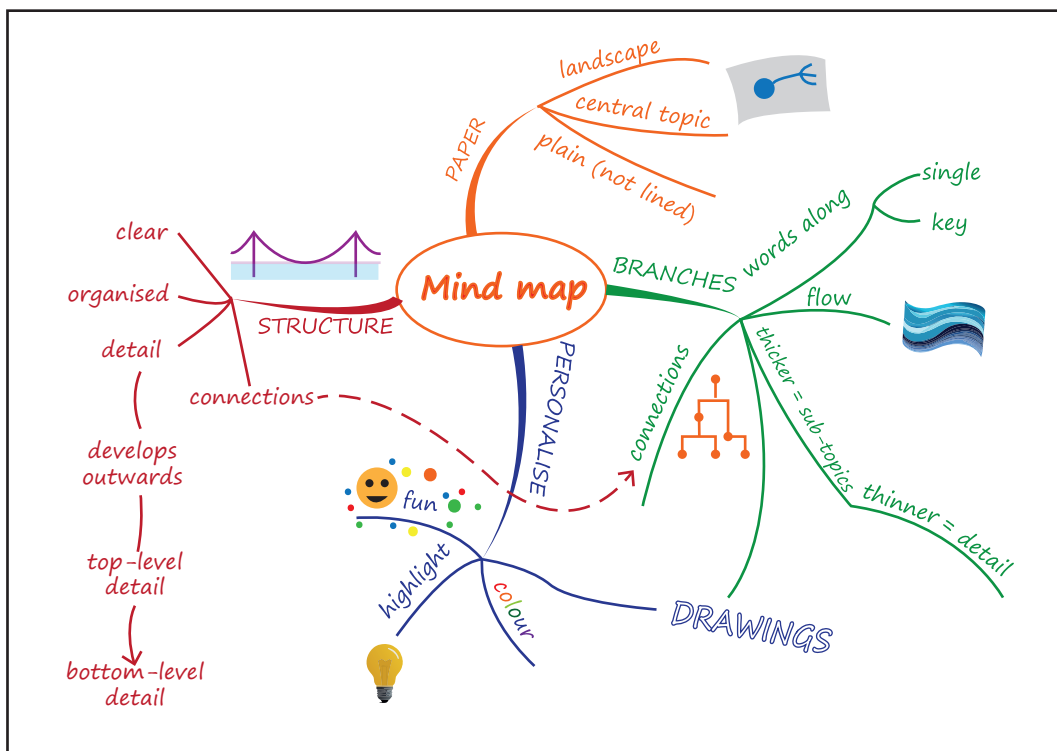 Mind map
PAPER
landscape
central topic
plain (not lined)
BRANCHES
words along
single
key
flow
thicker = sub-topics
thinner = detail
connections
DRAWINGS
PERSONALISE
fun
highlight
colour
STRUCTURE
clear
organised
detail
develops
outwards
top-level
detail
bottom-level
detail
connections